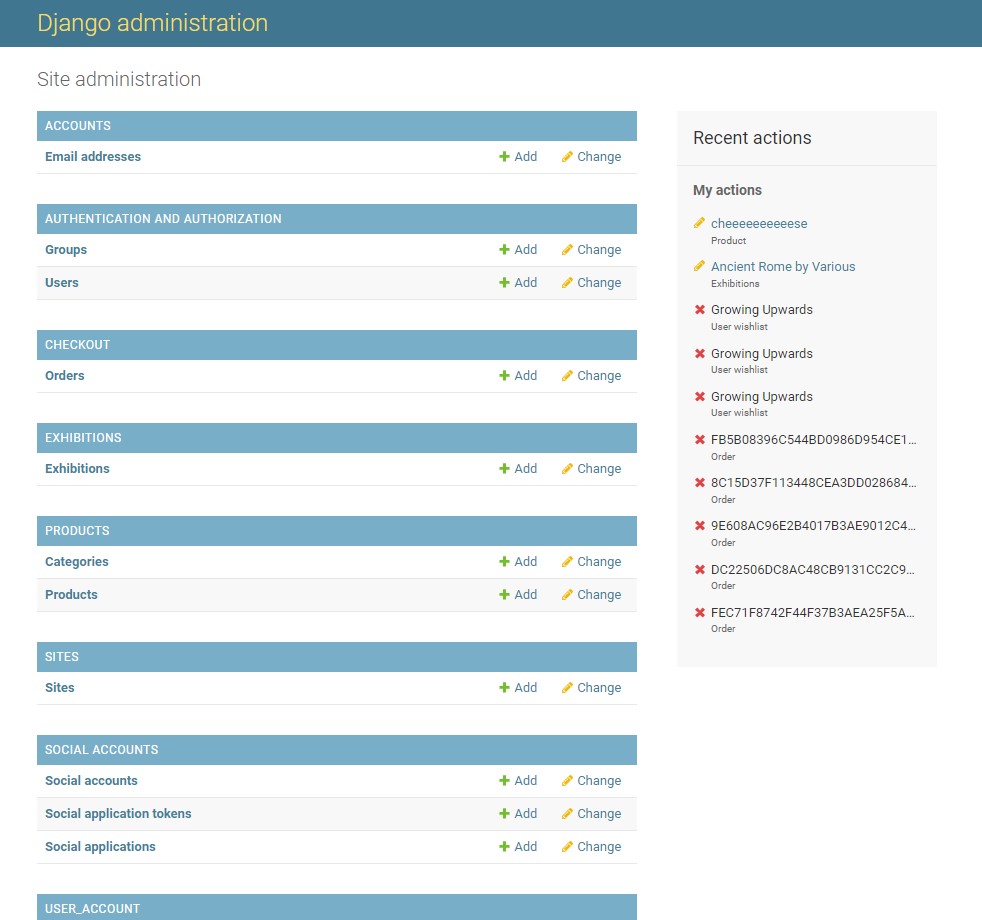 Django administration
Site administration
ACCOUNTS
Email addresses Add Change
AUTHENTICATION AND AUTHORIZATION
Groups Add Change
Users Add Change
CHECKOUT
Orders Add Change
EXHIBITIONS
Exhibitions Add Change
PRODUCTS
Categories Add Change
Products Add Change
SITES
Sites Add Change
SOCIAL ACCOUNTS
Social accounts Add Change
Social application tokens Add Change
Social applications Add Change
USER_ACCOUNT
Recent actions
My actions
cheeeeeeeeeese
Product
Ancient Rome by Various
Exhibitions
Growing Upwards
User wishlist
Growing Upwards
User wishlist
Growing Upwards
User wishlist
FB5B08396C544BD0986D954CE1...
Order
8C15D37F113448CEA3DD028684...
Order
9E608AC96E2B4017B3AE9012C4...
Order
DC22506DC8AC48CB9131CC2C9...
Order
FEC71F8742F44F37B3AEA25F5A...
Order